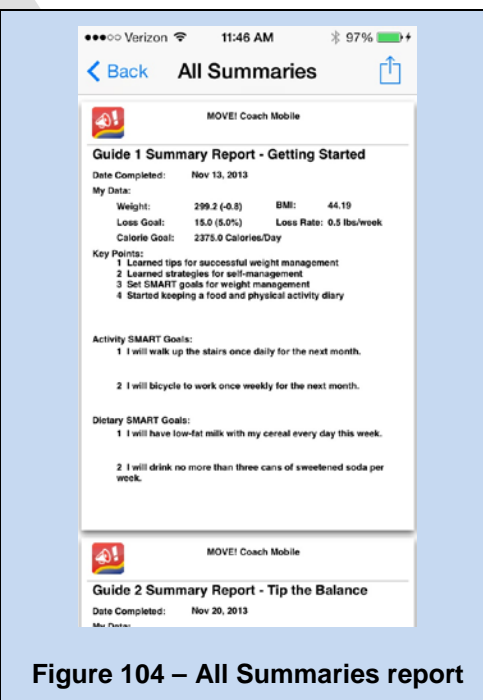 Verizon 11:46 AM 97%
Back All Summaries
MOVE! Coach Mobile
Guide 1 Summary Report - Getting Started
Date Completed: Nov 13, 2013
My Data:
Weight: 299.2 (-0.8) BMI: 44.19
Loss Goal: 15.0 (5.0%) Loss Rate: 0.5 lbs/week
Calorie Goal: 2375.0 Calories/Day
Key Points:
1 Learned tips for successful weight management
2 Learned strategies for self-management
3 Set SMART goals for weight management
4 Started keeping a food and physical activity diary
Activity SMART Goals:
1 I will walk up the stairs once daily for the next month.
2 I will bicycle to work once weekly for the next month.
Dietary SMART Goals:
1 I will have low-fat milk with my cereal every day this week.
2 I will drink no more than three cans of sweetened soda per
week.
MOVE! Coach Mobile
Guide 2 Summary Report - Tip the Balance
Date Completed: Nov 20, 2013
My Data:
Figure 104 – All Summaries report